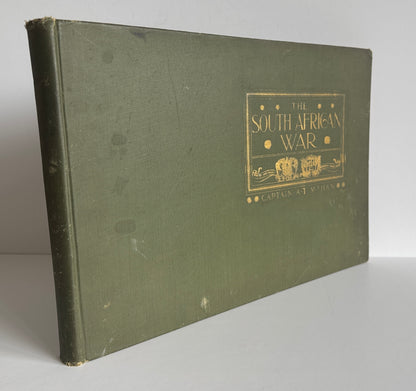 THE
SOUTH AFRICAN
WAR
CAPTAIN A·T MAHAN